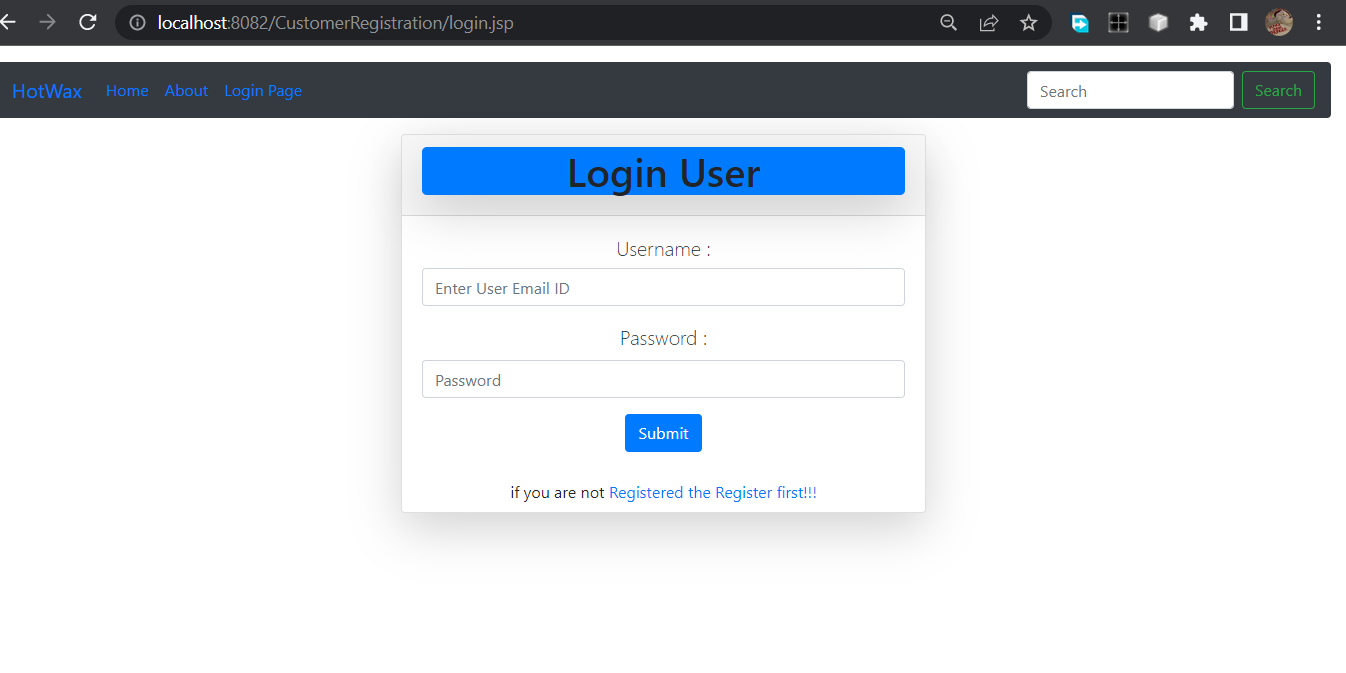 localhost:8082/CustomerRegistration/login.jsp
HotWax Home About Login Page Search Search
Login User
Username :
Enter User Email ID
Password :
Password
Submit
if you are not Registered the Register first!!!